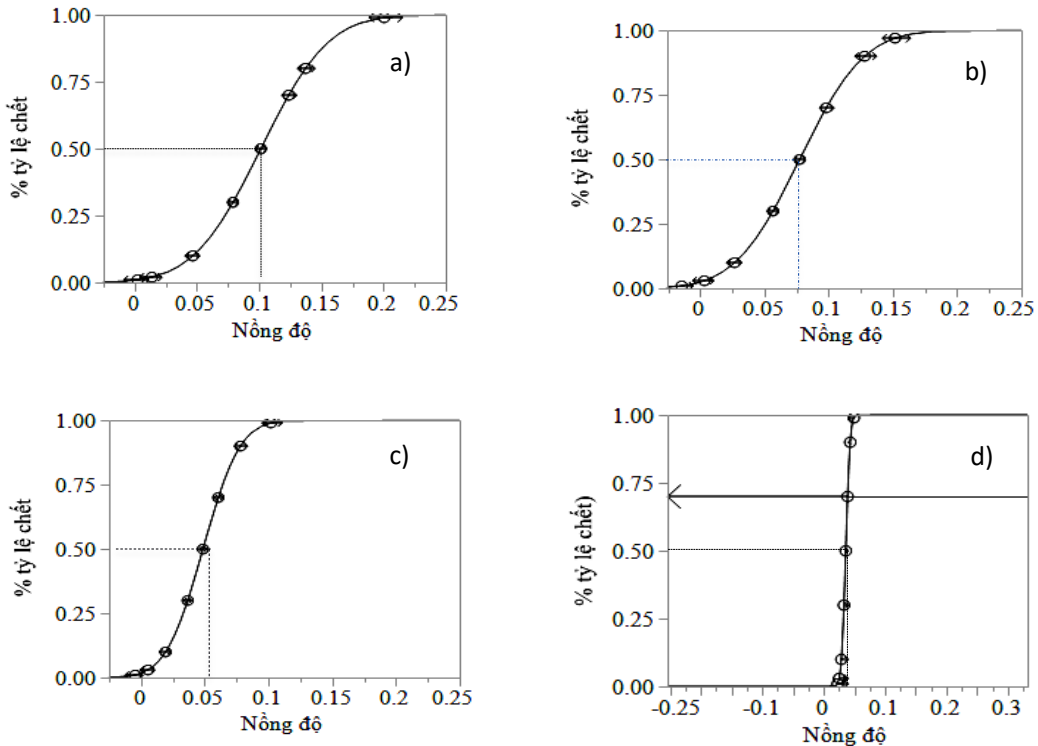 a)
% tỷ lệ chết
1.00
0.75
0.50
0.25
0.00
0 0.05 0.1 0.15 0.2 0.25
Nồng độ
b)
% tỷ lệ chết
1.00
0.75
0.50
0.25
0.00
0 0.05 0.1 0.15 0.2 0.25
Nồng độ
c)
% tỷ lệ chết
1.00
0.75
0.50
0.25
0.00
0 0.05 0.1 0.15 0.2 0.25
Nồng độ
d)
% tỷ lệ chết)
1.00
0.75
0.50
0.25
0.00
-0.25 -0.1 0 0.1 0.2 0.3
Nồng độ